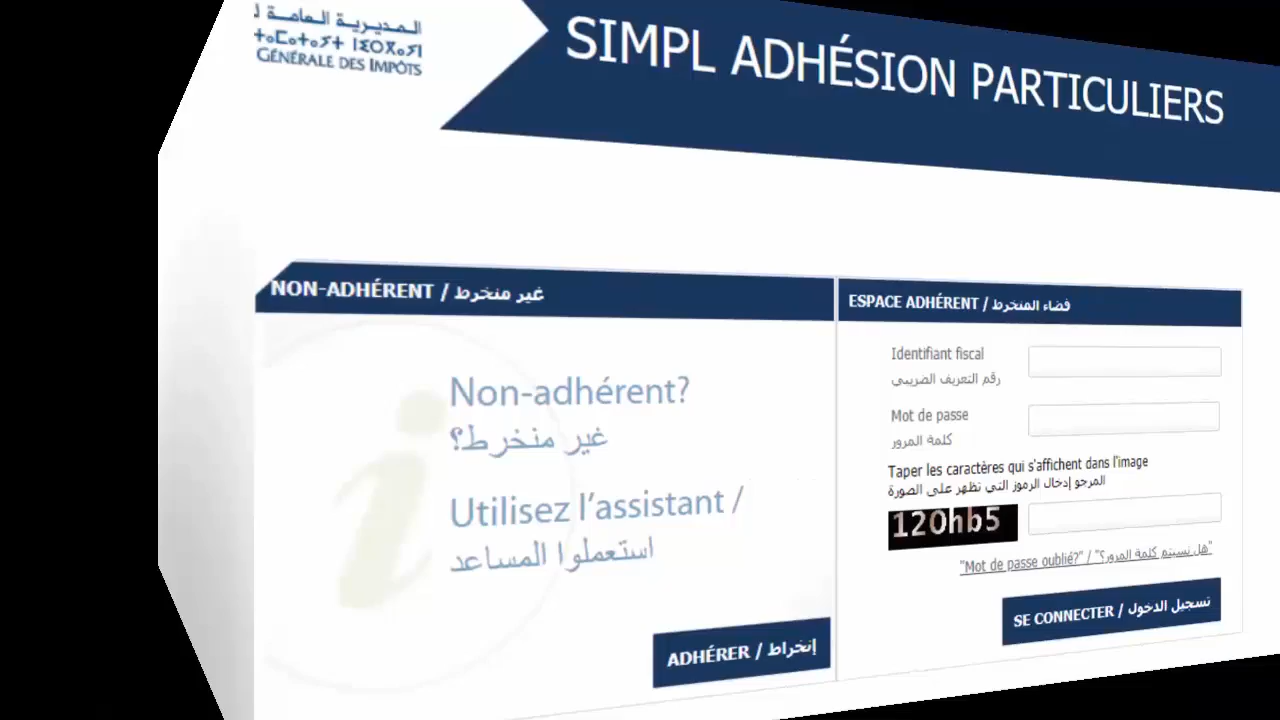 المديرية العامة
GÉNÉRALE DES IMPÔTS
SIMPL ADHÉSION PARTICULIERS
NON-ADHÉRENT / غير منخرط
Non-adhérent?
غير منخرط؟
Utilisez l'assistant /
استعملوا المساعد
ADHÉRER / إنخراط
ESPACE ADHÉRENT / فضاء المنخرط
Identifiant fiscal
رقم التعريف الضريبي
Mot de passe
كلمة المرور
Taper les caractères qui s'affichent dans l'image
المرجو إدخال الرموز التي تظهر على الصورة
120hb5
"Mot de passe oublié?" / "هل نسيتم كلمة المرور؟"
SE CONNECTER / تسجيل الدخول